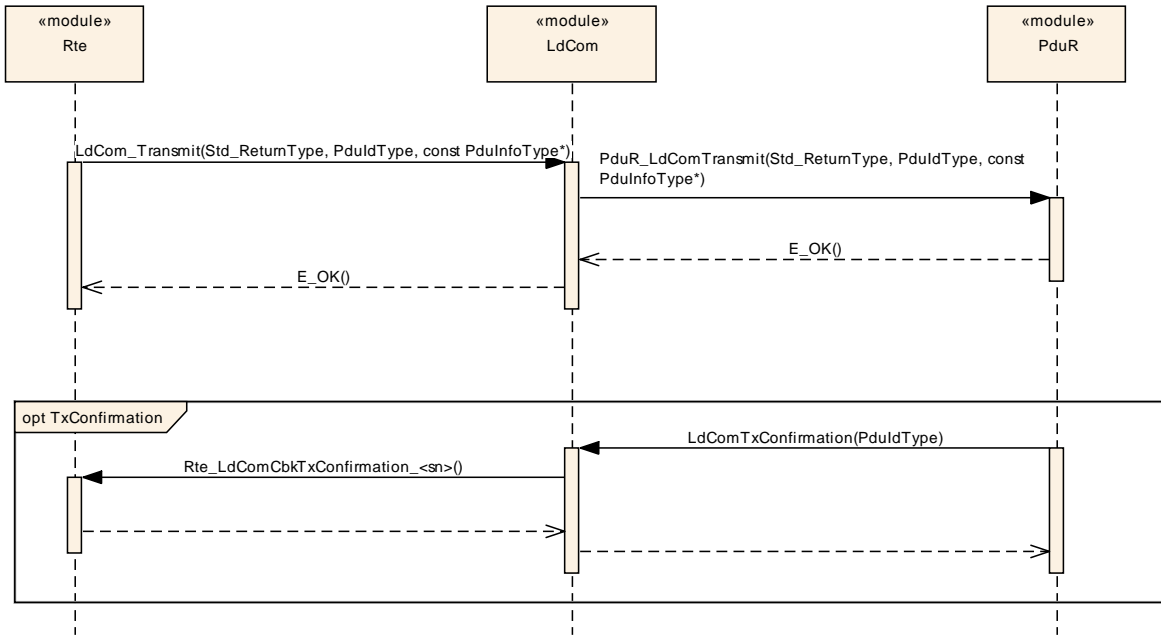 «module»
Rte
«module»
LdCom
«module»
PduR
LdCom_Transmit(Std_ReturnType, PduIdType, const PduInfoType*)
PduR_LdComTransmit(Std_ReturnType, PduIdType, const
PduInfoType*)
E_OK()
E_OK()
opt TxConfirmation
LdComTxConfirmation(PduIdType)
Rte_LdComCbkTxConfirmation_<sn>()